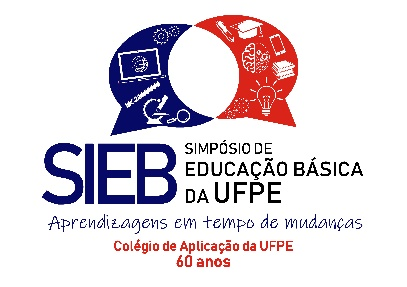 SIEB
SIMPÓSIO DE
EDUCAÇÃO BÁSICA
DA UFPE
Aprendizagens em tempo de mudanças
Colégio de Aplicação da UFPE
60 anos